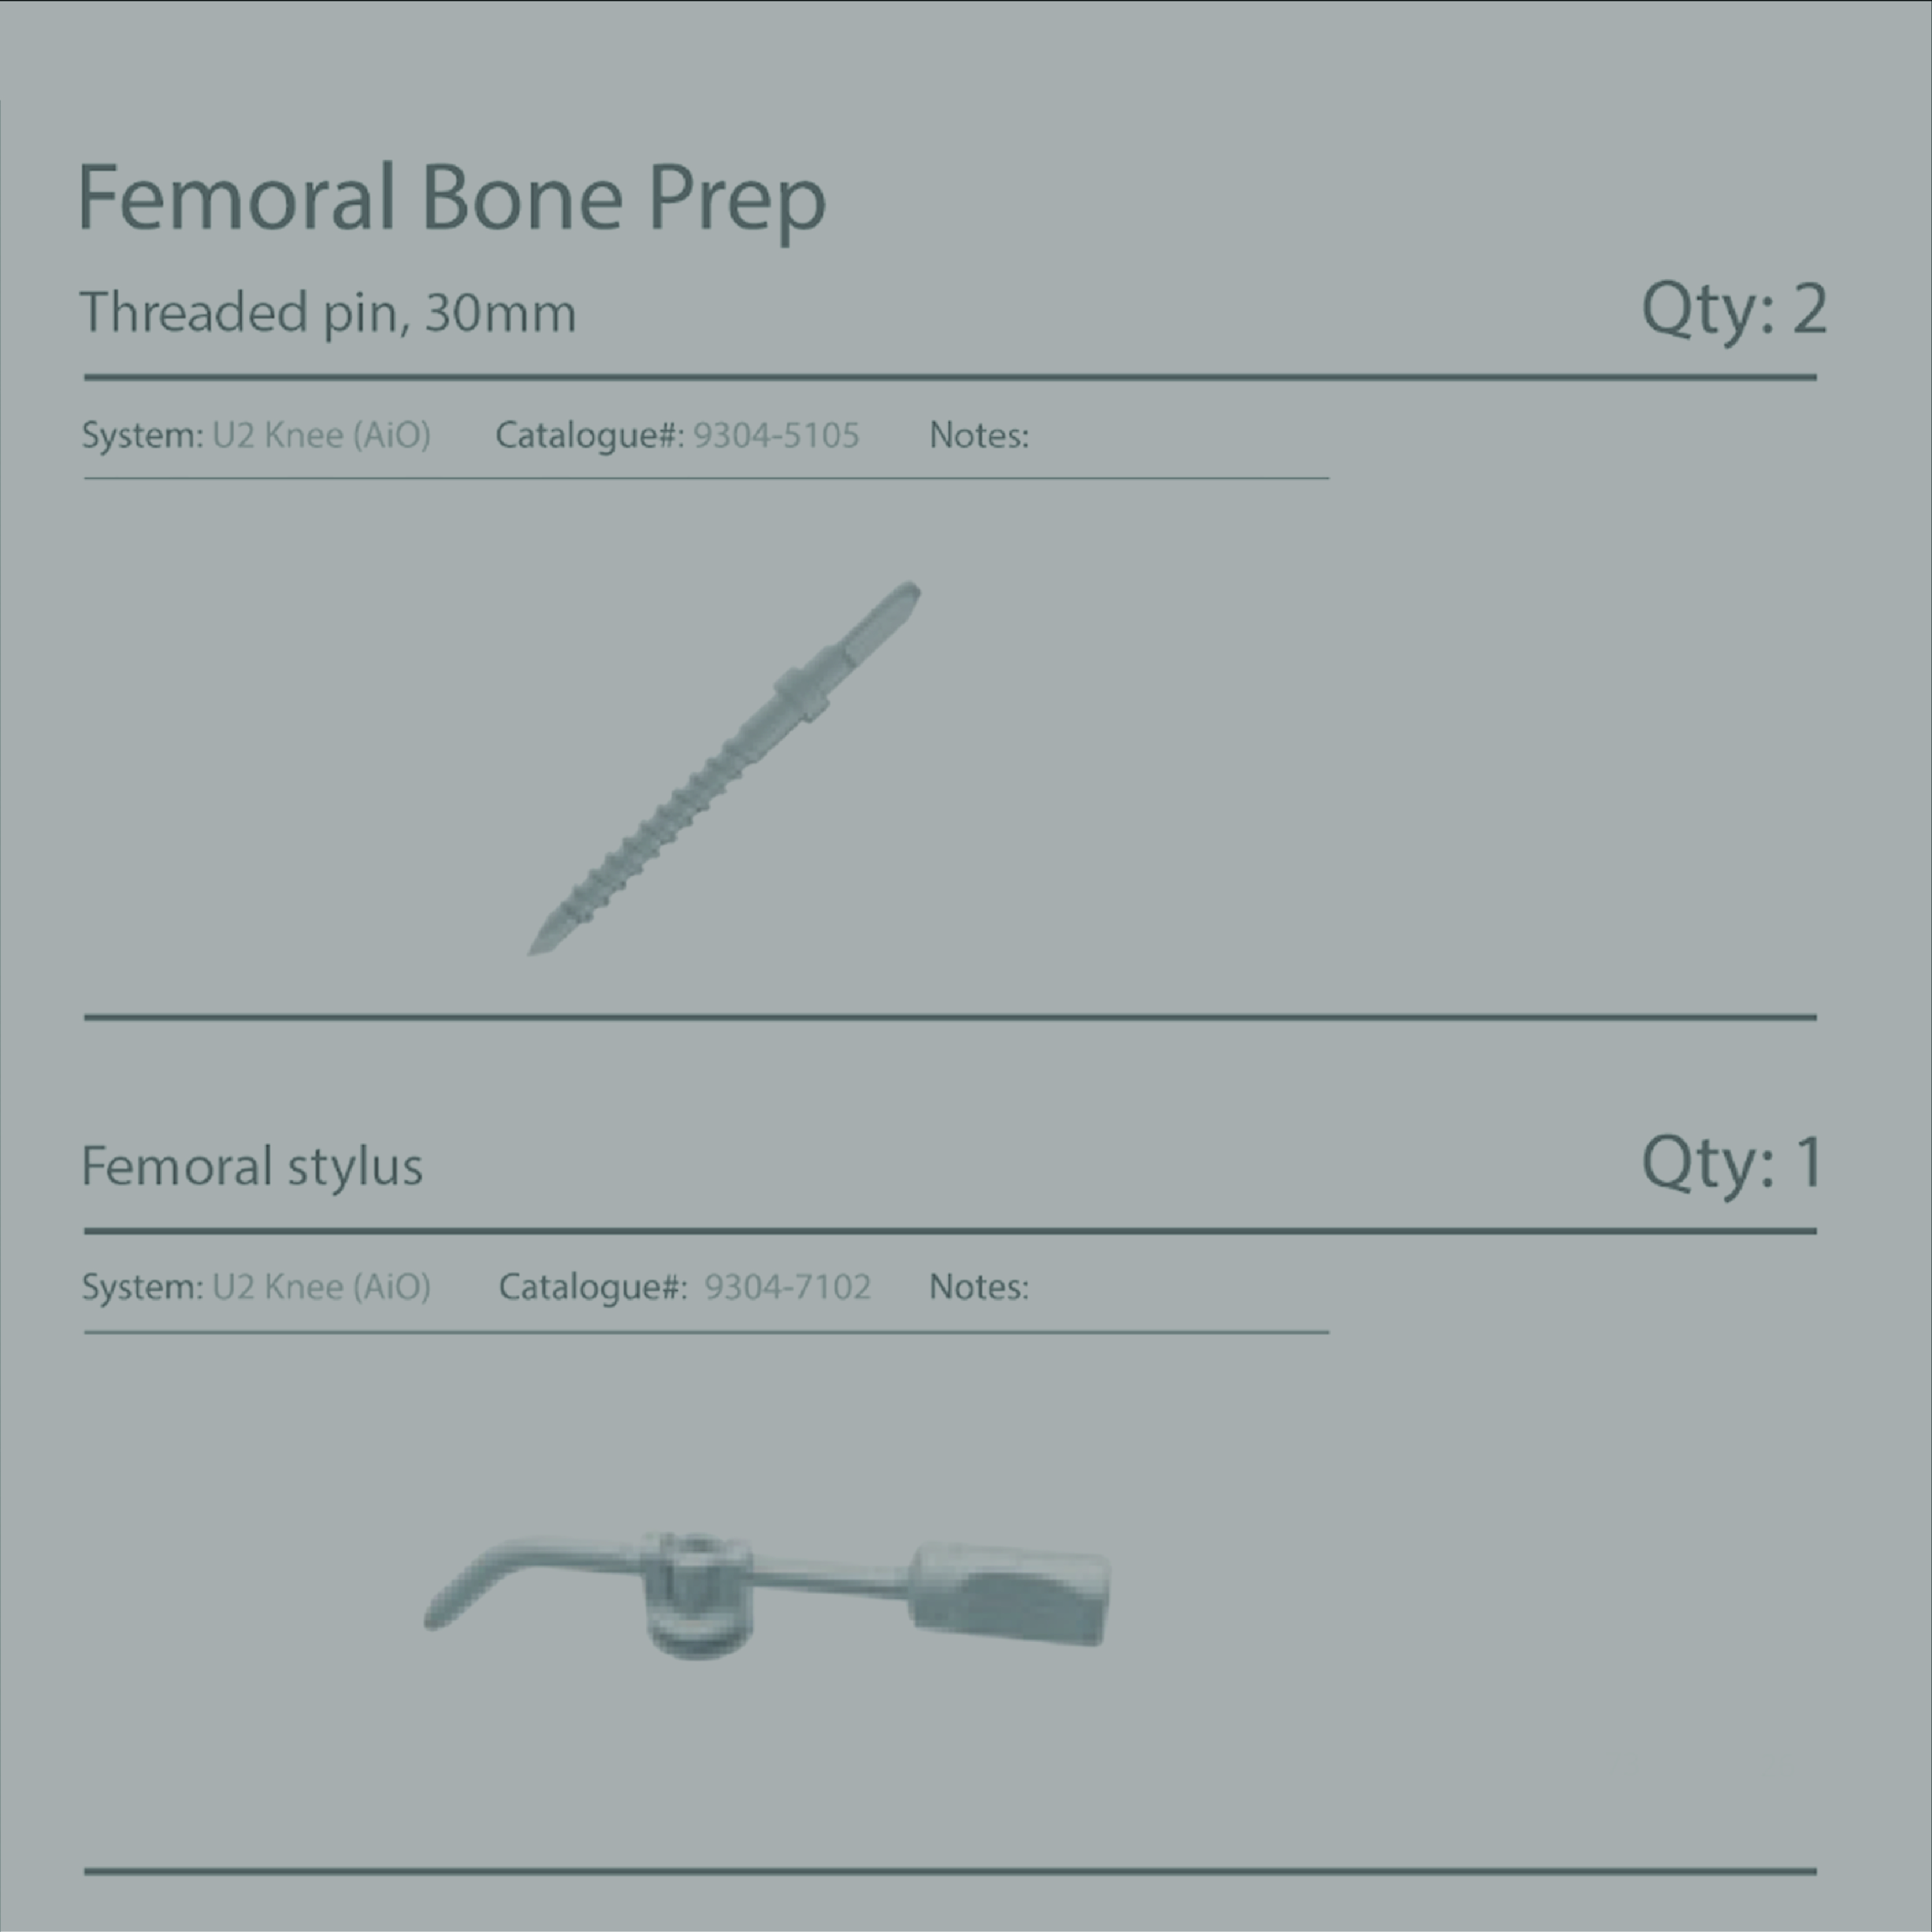 Femoral Bone Prep
Threaded pin, 30mm Qty: 2
System: U2 Knee (AiO) Catalogue#: 9304-5105 Notes:
Femoral stylus Qty: 1
System: U2 Knee (AiO) Catalogue#: 9304-7102 Notes: